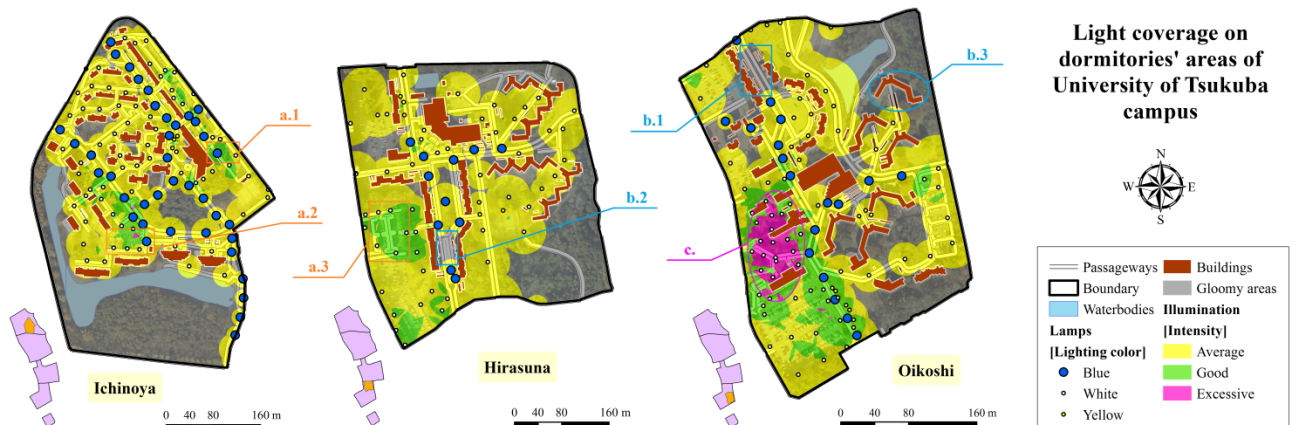 Light coverage on
dormitories' areas of
University of Tsukuba
campus
N
W E
S
a.1
a.2
a.3
b.1
b.2
b.3
c.
Ichinoya
0 40 80 160 m
Hirasuna
0 40 80 160 m
Oikoshi
0 40 80 160 m
Passageways Buildings
Boundary Gloomy areas
Waterbodies Illumination
Lamps [Intensity]
[Lighting color] Average
Blue Good
White Excessive
Yellow